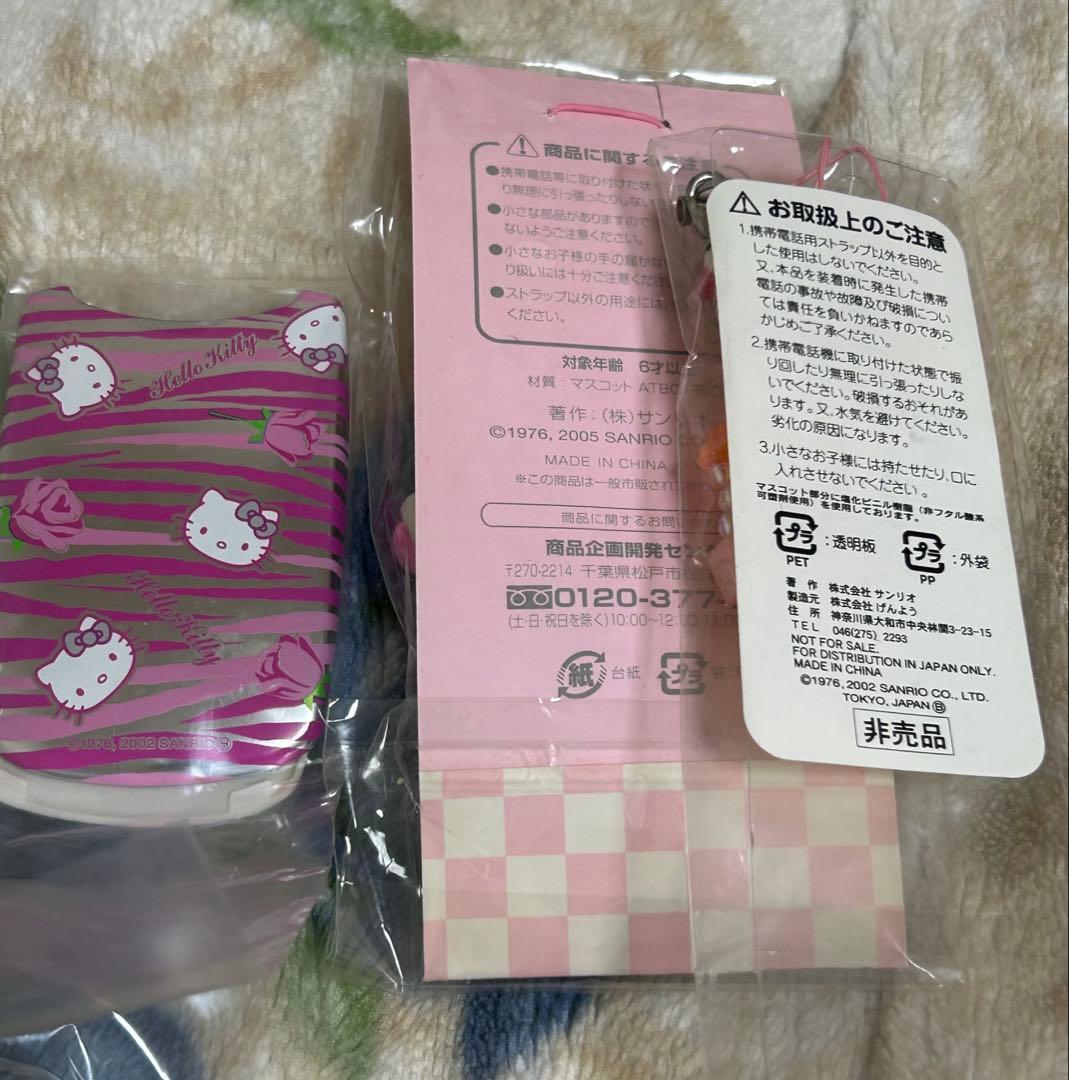 Hello Kitty
Hello Kitty
©1976, 2002 SANRIO Ⓗ
商品に関する
●携帯電話等に取り付けた状
り無理に引っ張ったりしない
●小さな部品がありますので
ないようご注意ください。
●小さなお子様の手の届かな
り扱いには十分ご注意くださ
●ストラップ以外の用途には
ください。
対象年齢 6才以
材質:マスコット ATBC
著作:(株)サンリオ
©1976, 2005 SANRIO CO
MADE IN CHINA
※この商品は一般市販され
商品に関するお問い
商品企画開発セン
〒270-2214 千葉県松戸市松
0120-377-
(土・日・祝日を除く)10:00〜12:00 13:00
紙 台紙 プラ 袋
お取扱上のご注意
1.携帯電話用ストラップ以外を目的と
した使用はしないでください。
又、本品を装着時に発生した携帯
電話の事故や故障及び破損につい
ては責任を負いかねますのであら
かじめご了承ください。
2.携帯電話機に取り付けた状態で振
り回したり無理に引っ張ったりしな
いでください。破損するおそれがあ
ります。又、水気を避けてください。
劣化の原因になります。
3.小さなお子様には持たせたり、口に
入れさせないでください。
マスコット部分に塩化ビニル樹脂(非フタル酸系
可塑剤使用)を使用しております。
プラ :透明板 プラ :外袋
PET PP
著作 株式会社 サンリオ
製造元 株式会社 げんよう
住所 神奈川県大和市中央林間3-23-15
TEL 046(275)2293
NOT FOR SALE.
FOR DISTRIBUTION IN JAPAN ONLY.
MADE IN CHINA
©1976, 2002 SANRIO CO., LTD.
TOKYO, JAPAN Ⓑ
非売品